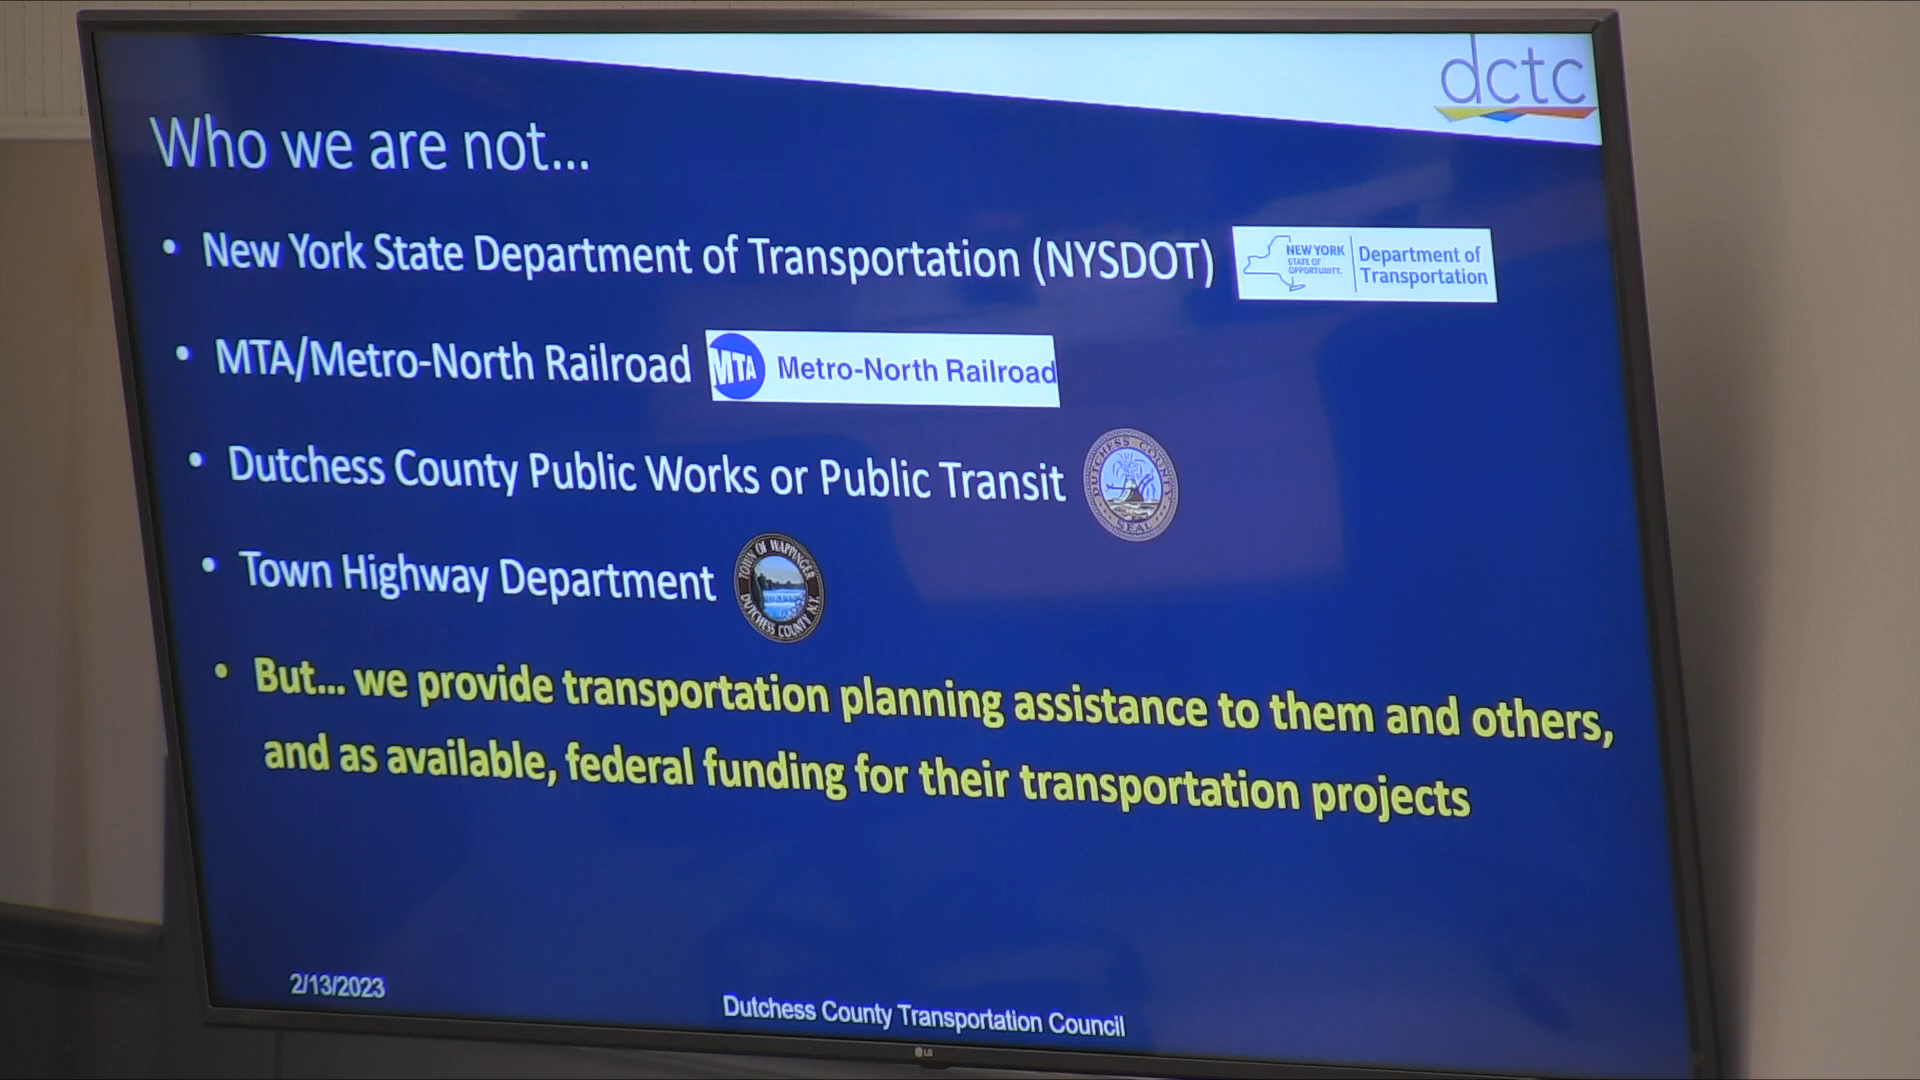 dctc
Who we are not...
• New York State Department of Transportation (NYSDOT)
NEW YORK
STATE OF
OPPORTUNITY.
Department of
Transportation
• MTA/Metro-North Railroad
MTA Metro-North Railroad
• Dutchess County Public Works or Public Transit
DUTCHESS COUNTY
SEAL
• Town Highway Department
TOWN OF WAPPINGER
DUTCHESS COUNTY N.Y.
• But... we provide transportation planning assistance to them and others,
and as available, federal funding for their transportation projects
2/13/2023
Dutchess County Transportation Council
LG